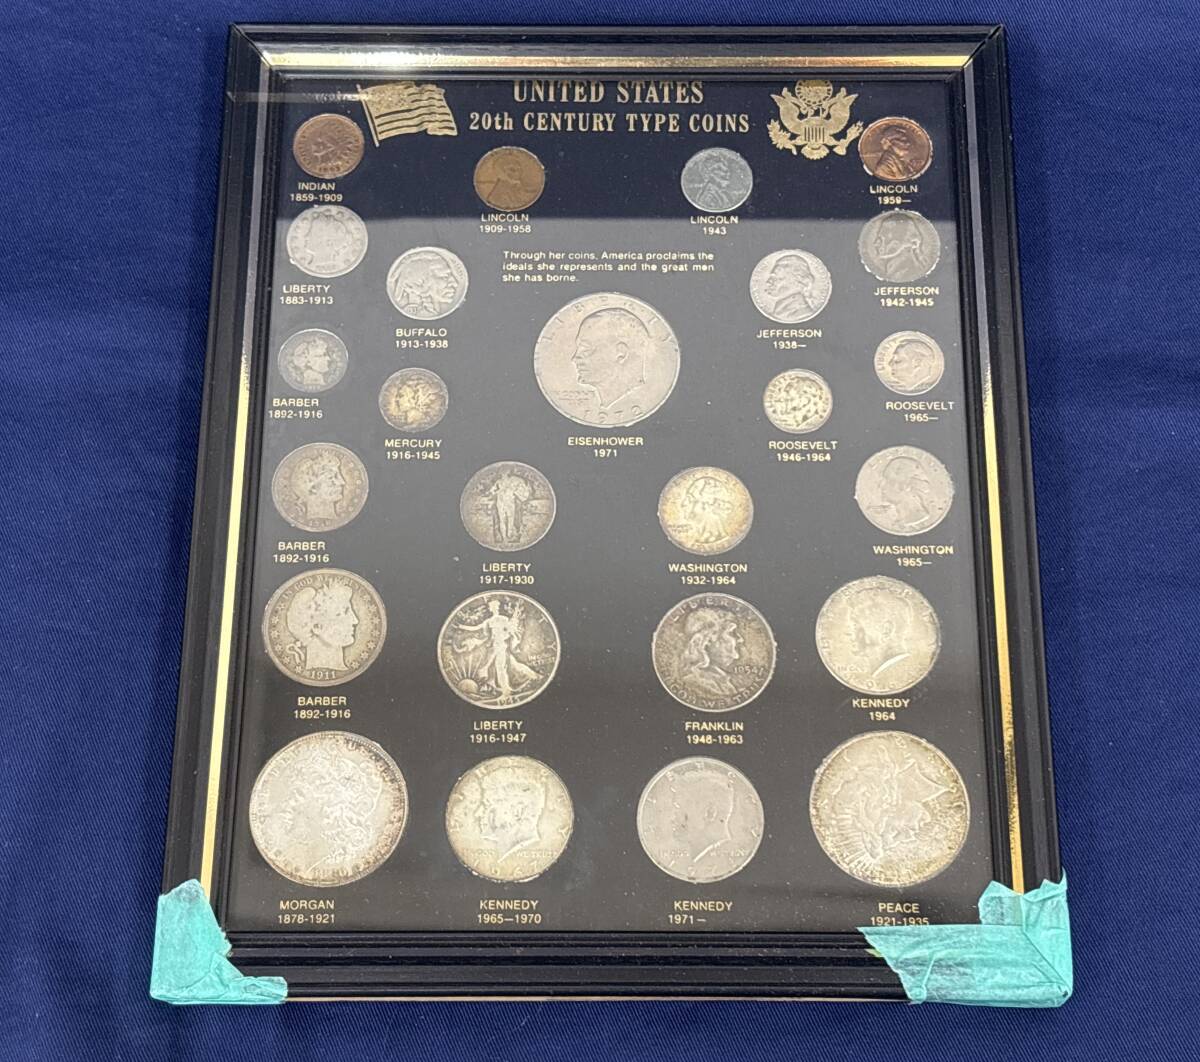 UNITED STATES
20th CENTURY TYPE COINS
INDIAN
1859-1909
LINCOLN
1909-1958
LINCOLN
1943
LINCOLN
1959—
LIBERTY
1883-1913
BUFFALO
1913-1938
Through her coins, America proclaims the
ideals she represents and the great men
she has borne.
JEFFERSON
1938—
JEFFERSON
1942-1945
BARBER
1892-1916
MERCURY
1916-1945
LIBERTY
1972
EISENHOWER
1971
ROOSEVELT
1946-1964
ROOSEVELT
1965—
BARBER
1892-1916
LIBERTY
1917-1930
WASHINGTON
1932-1964
WASHINGTON
1965—
1911
BARBER
1892-1916
LIBERTY
1916-1947
LIBERTY
1954
FRANKLIN
1948-1963
KENNEDY
1964
MORGAN
1878-1921
1967
KENNEDY
1965—1970
KENNEDY
1971—
PEACE
1921-1935